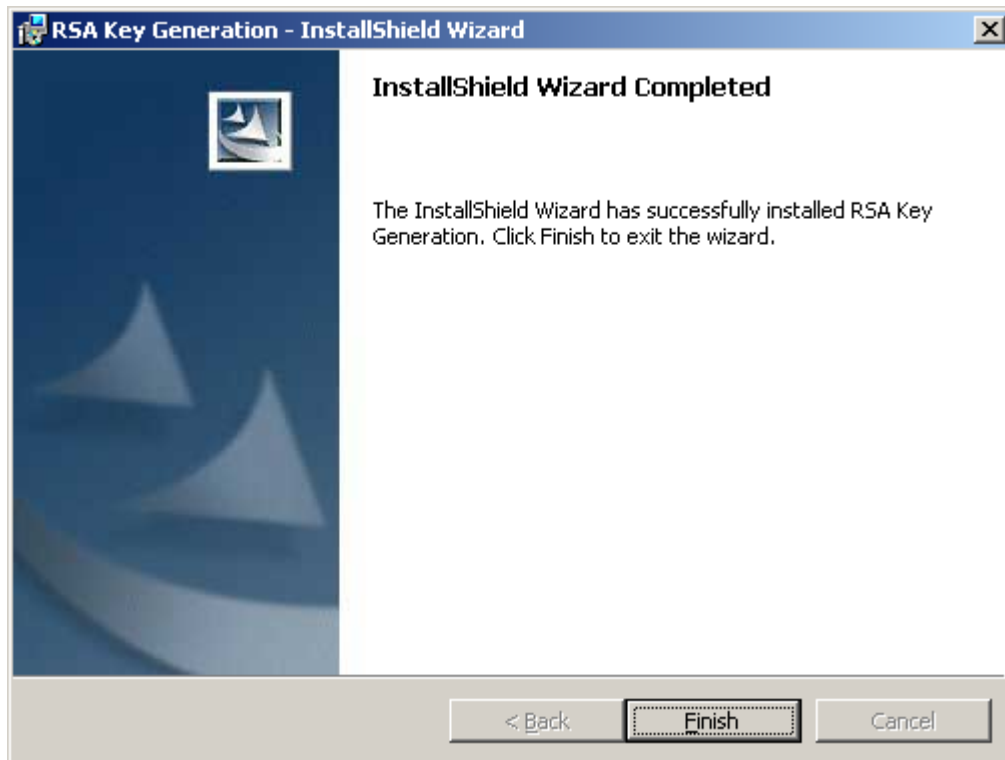 RSA Key Generation - InstallShield Wizard
InstallShield Wizard Completed
The InstallShield Wizard has successfully installed RSA Key
Generation. Click Finish to exit the wizard.
< Back
Finish
Cancel